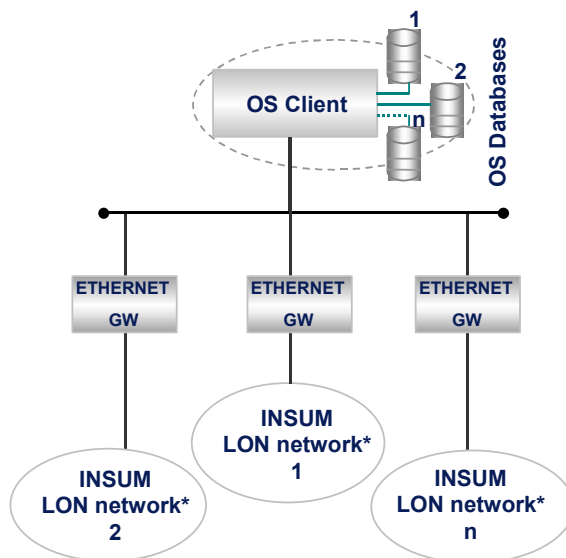 1
2
OS Client
n
OS Databases
ETHERNET
GW
ETHERNET
GW
ETHERNET
GW
INSUM
LON network*
1
INSUM
LON network*
2
INSUM
LON network*
n